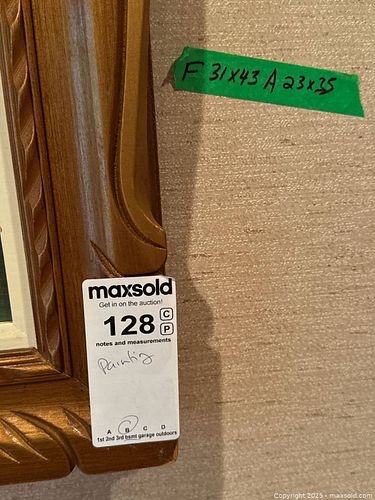 F 31x43 A 23x35
maxsold
Get in on the auction!
128 C
P
notes and measurements
Painting
A B C D
1st 2nd 3rd bsmt garage outdoors
Copyright 2025 - maxsold.com